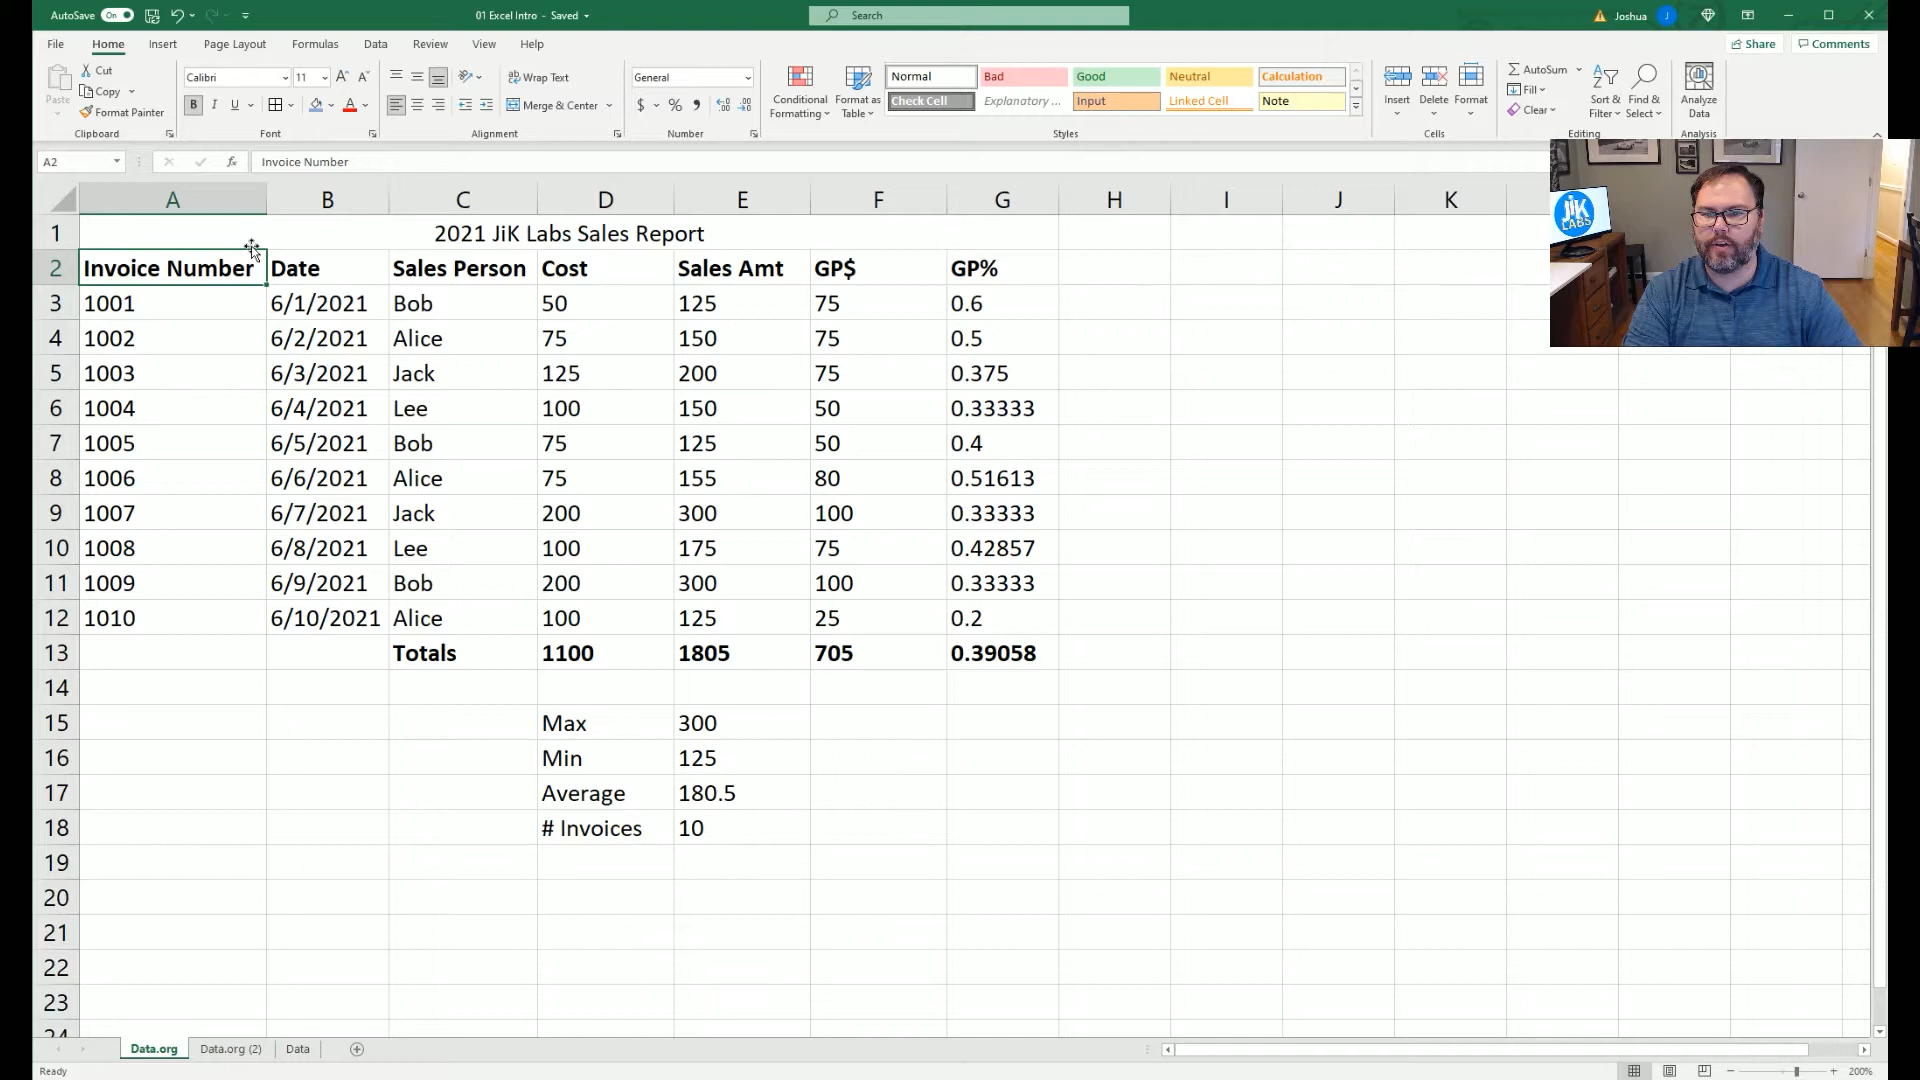 AutoSave On 01 Excel Intro - Saved Search Joshua J
File Home Insert Page Layout Formulas Data Review View Help Share Comments
Paste Cut Copy Format Painter Clipboard
Calibri 11 A A B I U A Font
Wrap Text Merge & Center Alignment
General $ % Number
Conditional Formatting Format as Table
Normal Bad Good Neutral Calculation
Check Cell Explanatory ... Input Linked Cell Note
Styles
Insert Delete Format Cells
AutoSum Fill Clear Sort & Filter Find & Select Editing
Analyze Data Analysis
A2 fx Invoice Number
A B C D E F G H I J K
1 2021 JiK Labs Sales Report
2 Invoice Number Date Sales Person Cost Sales Amt GP$ GP%
3 1001 6/1/2021 Bob 50 125 75 0.6
4 1002 6/2/2021 Alice 75 150 75 0.5
5 1003 6/3/2021 Jack 125 200 75 0.375
6 1004 6/4/2021 Lee 100 150 50 0.33333
7 1005 6/5/2021 Bob 75 125 50 0.4
8 1006 6/6/2021 Alice 75 155 80 0.51613
9 1007 6/7/2021 Jack 200 300 100 0.33333
10 1008 6/8/2021 Lee 100 175 75 0.42857
11 1009 6/9/2021 Bob 200 300 100 0.33333
12 1010 6/10/2021 Alice 100 125 25 0.2
13 Totals 1100 1805 705 0.39058
14
15 Max 300
16 Min 125
17 Average 180.5
18 # Invoices 10
19
20
21
22
23
24
JiK LABS
Data.org Data.org (2) Data
Ready 200%